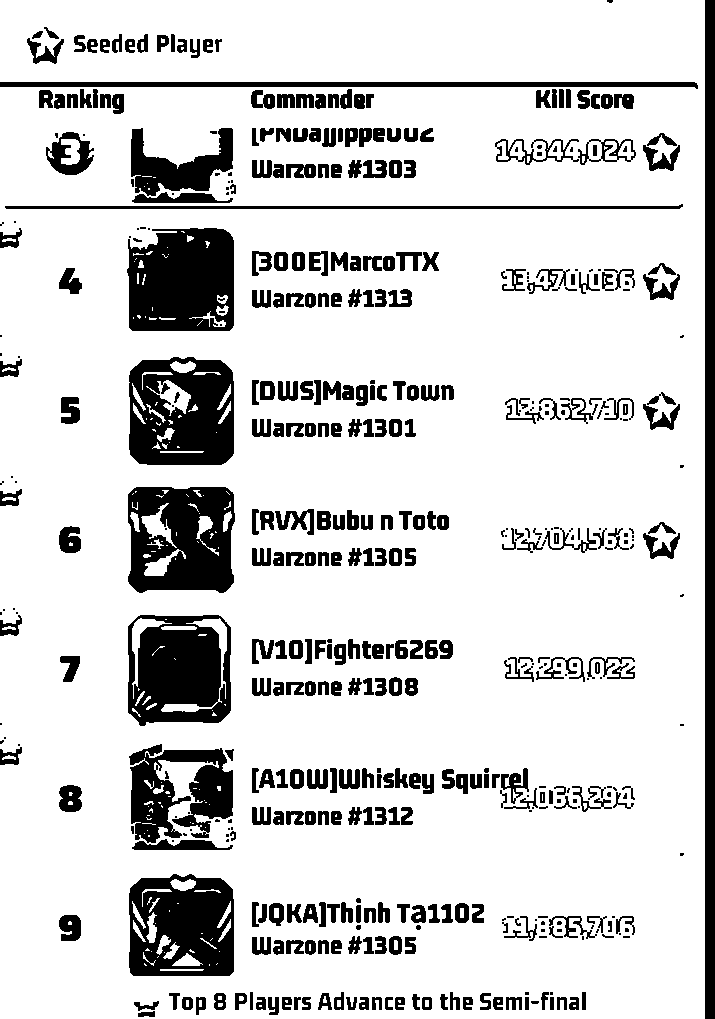 Seeded Player
Ranking Commander Kill Score
3 14,844,024
Warzone #1303
4 [300E]MarcoTTX 13,470,036
Warzone #1313
5 [DWS]Magic Town 12,862,710
Warzone #1301
6 [RVX]Bubu n Toto 12,704,568
Warzone #1305
7 [V10]Fighter6269 12,299,022
Warzone #1308
8 [A10W]Whiskey Squirrel 12,066,294
Warzone #1312
9 [JQKA]Thịnh Tạ1102 11,885,706
Warzone #1305
Top 8 Players Advance to the Semi-final